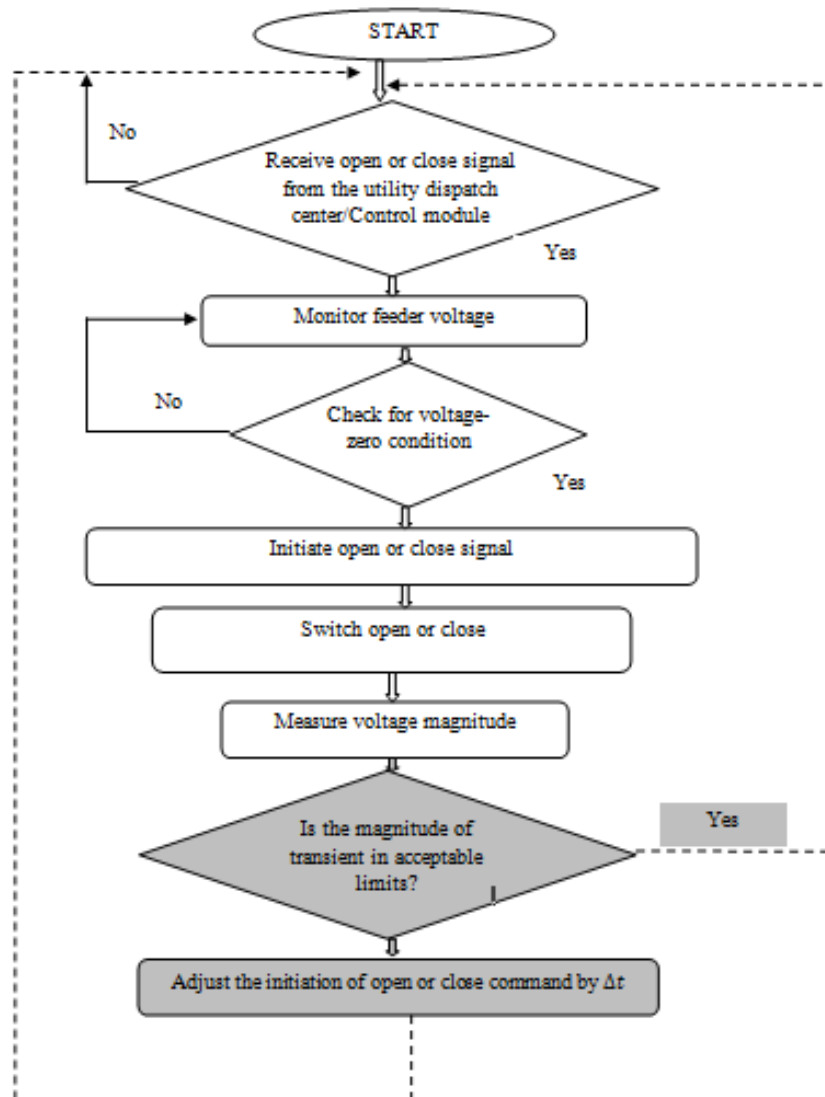 START
No
Receive open or close signal
from the utility dispatch
center/Control module
Yes
Monitor feeder voltage
No
Check for voltage-
zero condition
Yes
Initiate open or close signal
Switch open or close
Measure voltage magnitude
Is the magnitude of
transient in acceptable
limits?
Yes
Adjust the initiation of open or close command by Δt